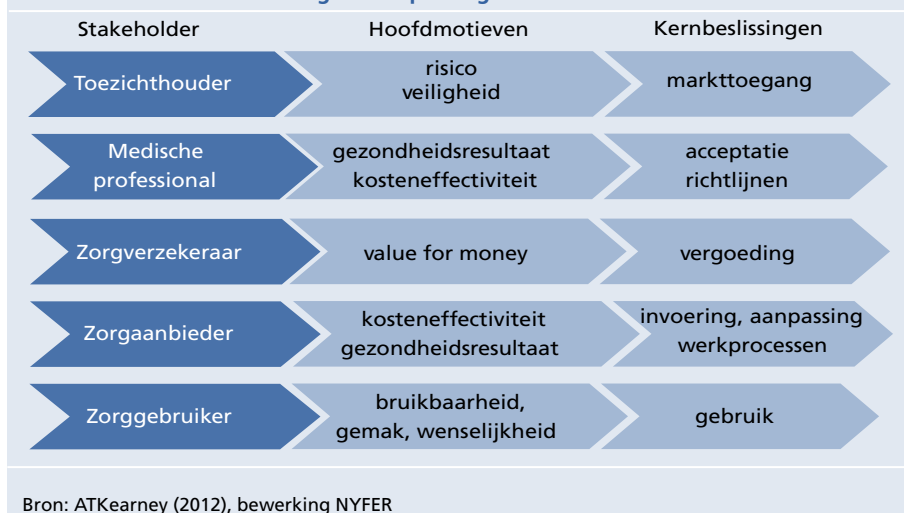 Stakeholder Hoofdmotieven Kernbeslissingen
Toezichthouder
risico
veiligheid
markttoegang
Medische
professional
gezondheidsresultaat
kosteneffectiviteit
acceptatie
richtlijnen
Zorgverzekeraar
value for money
vergoeding
Zorgaanbieder
kosteneffectiviteit
gezondheidsresultaat
invoering, aanpassing
werkprocessen
Zorggebruiker
bruikbaarheid,
gemak, wenselijkheid
gebruik
Bron: ATKearney (2012), bewerking NYFER